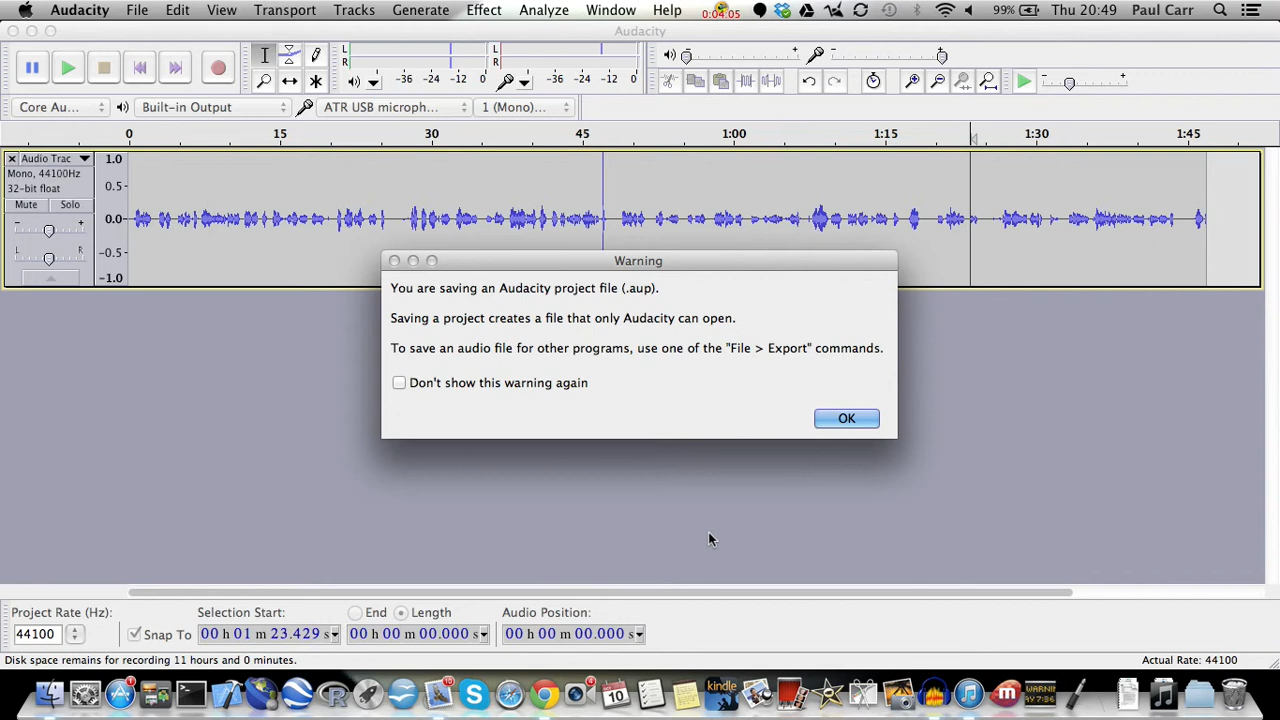 Audacity File Edit View Transport Tracks Generate Effect Analyze Window Help 0:04:05 99% Thu 20:49 Paul Carr
Audacity
L
R
-36 -24 -12 0
L
R
-36 -24 -12 0
- +
- +
- +
Core Au... Built-in Output ATR USB microph... 1 (Mono)...
0 15 30 45 1:00 1:15 1:30 1:45
Audio Trac
Mono, 44100Hz
32-bit float
Mute Solo
- +
L R
1.0
0.5
0.0
-0.5
-1.0
Warning
You are saving an Audacity project file (.aup).
Saving a project creates a file that only Audacity can open.
To save an audio file for other programs, use one of the "File > Export" commands.
Don't show this warning again
OK
Project Rate (Hz): Selection Start: End Length Audio Position:
44100 Snap To 00 h 01 m 23.429 s 00 h 00 m 00.000 s 00 h 00 m 00.000 s
Disk space remains for recording 11 hours and 0 minutes. Actual Rate: 44100
kindle